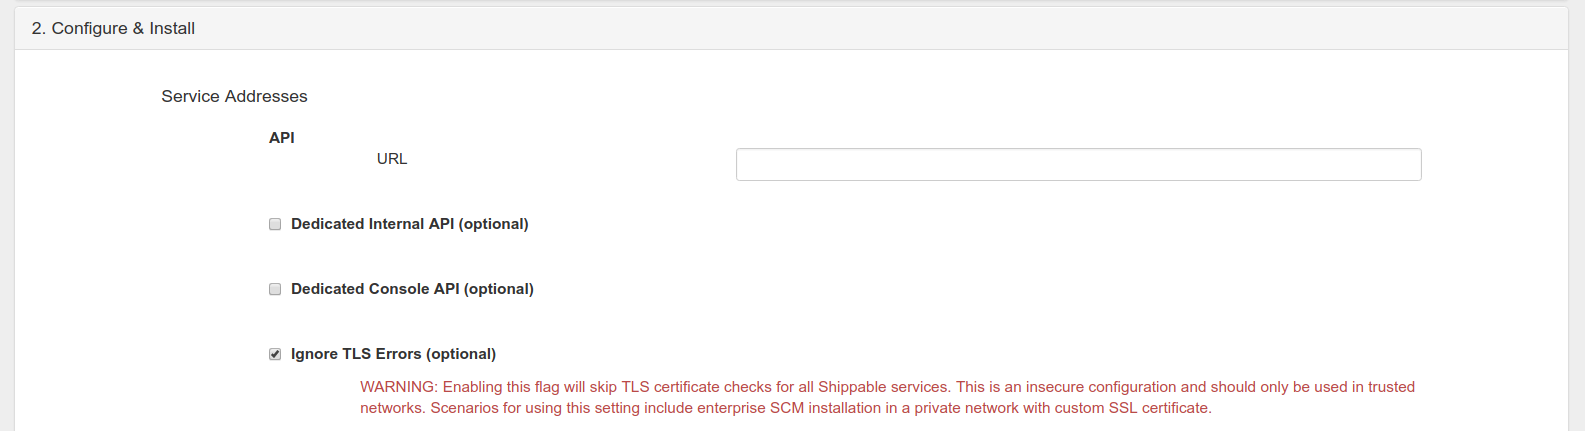 2. Configure & Install
Service Addresses
API
URL
Dedicated Internal API (optional)
Dedicated Console API (optional)
Ignore TLS Errors (optional)
WARNING: Enabling this flag will skip TLS certificate checks for all Shippable services. This is an insecure configuration and should only be used in trusted
networks. Scenarios for using this setting include enterprise SCM installation in a private network with custom SSL certificate.